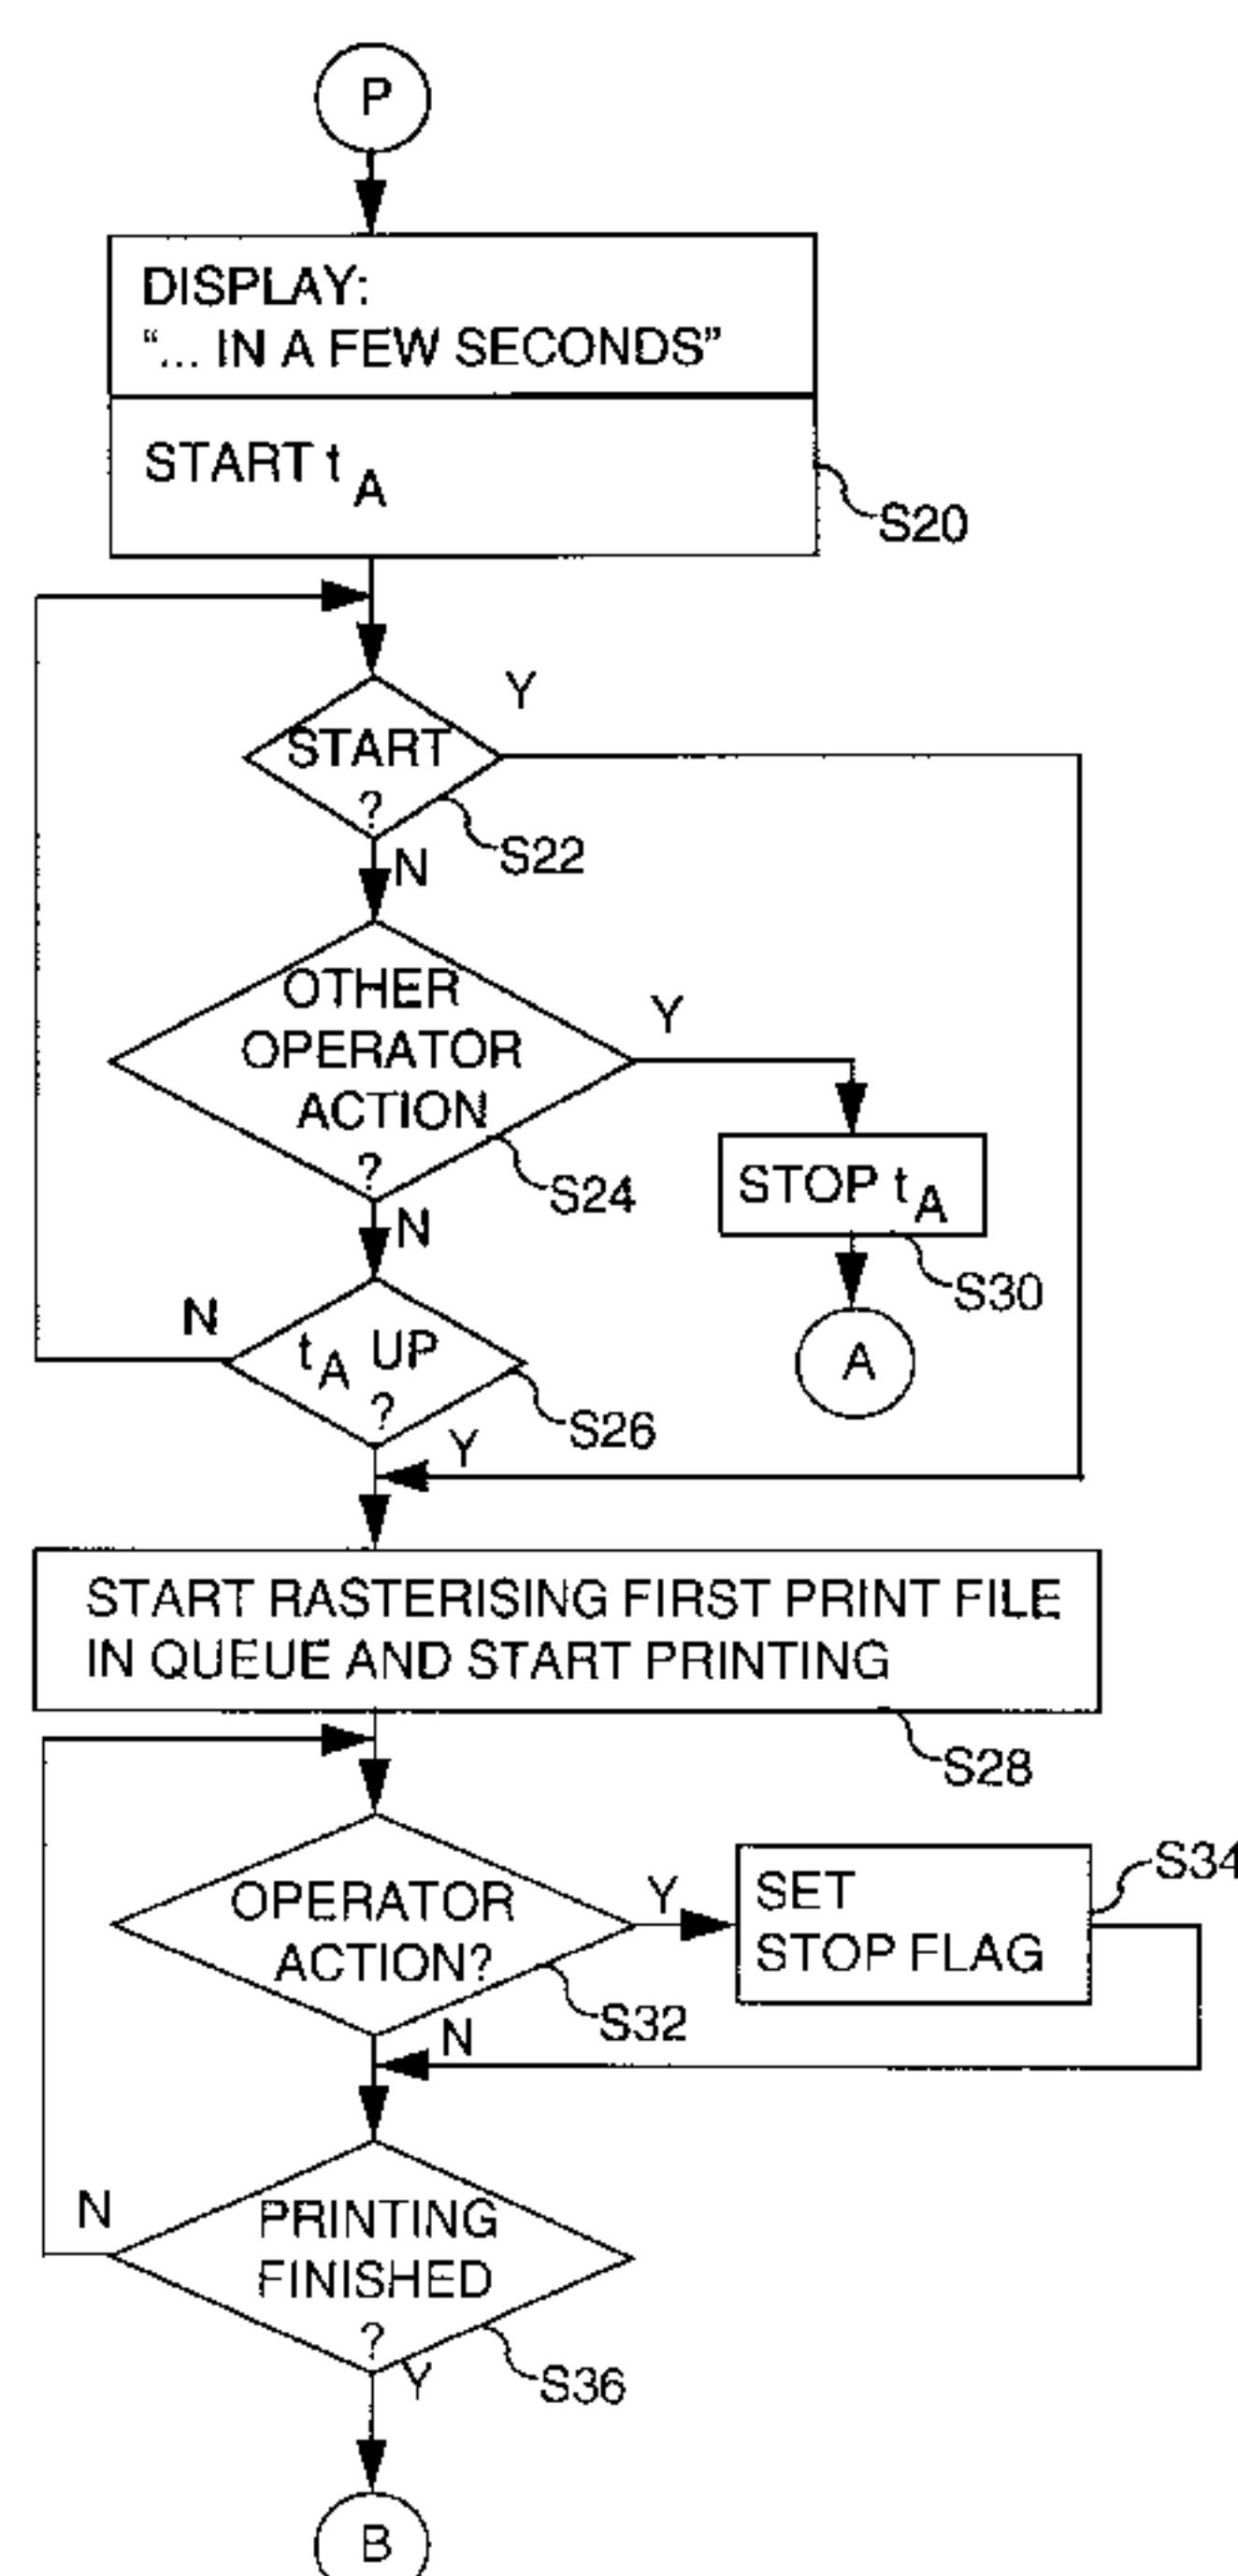 P
DISPLAY:
“... IN A FEW SECONDS”
START t A
S20
Y
START
?
S22
N
OTHER
OPERATOR
ACTION
?
Y
S24
STOP t A
S30
A
N
N
t A UP
?
S26
Y
START RASTERISING FIRST PRINT FILE
IN QUEUE AND START PRINTING
S28
OPERATOR
ACTION?
Y
SET
STOP FLAG
S34
S32
N
PRINTING
FINISHED
?
N
Y
S36
B